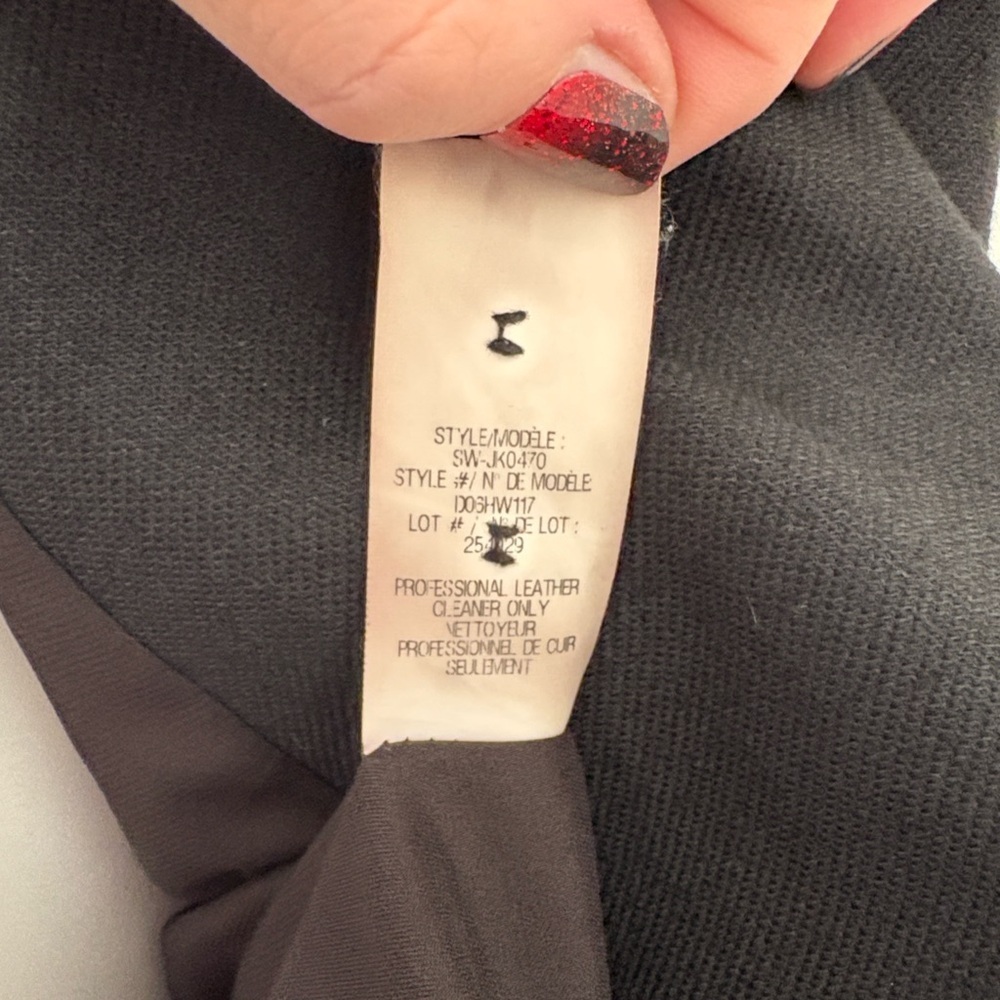 STYLE/MODÈLE :
SW-JK0470
STYLE #/ N° DE MODÈLE
D06HW117
LOT # / N° DE LOT :
PROFESSIONAL LEATHER
CLEANER ONLY
NETTOYEUR
PROFESSIONNEL DE CUIR
SEULEMENT